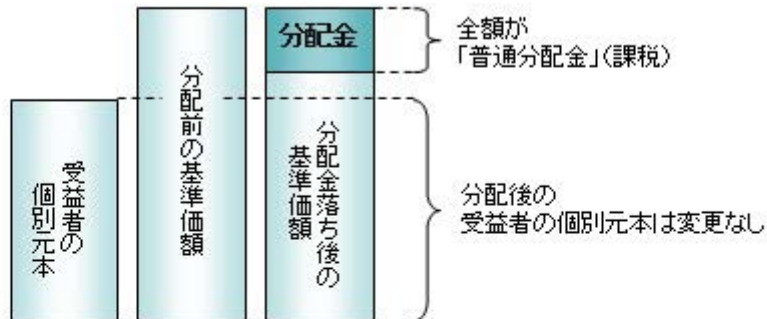 受益者の
個別元本
分配前の基準価額
分配金
分配金落ち後の
基準価額
全額が
「普通分配金」(課税)
分配後の
受益者の個別元本は変更なし